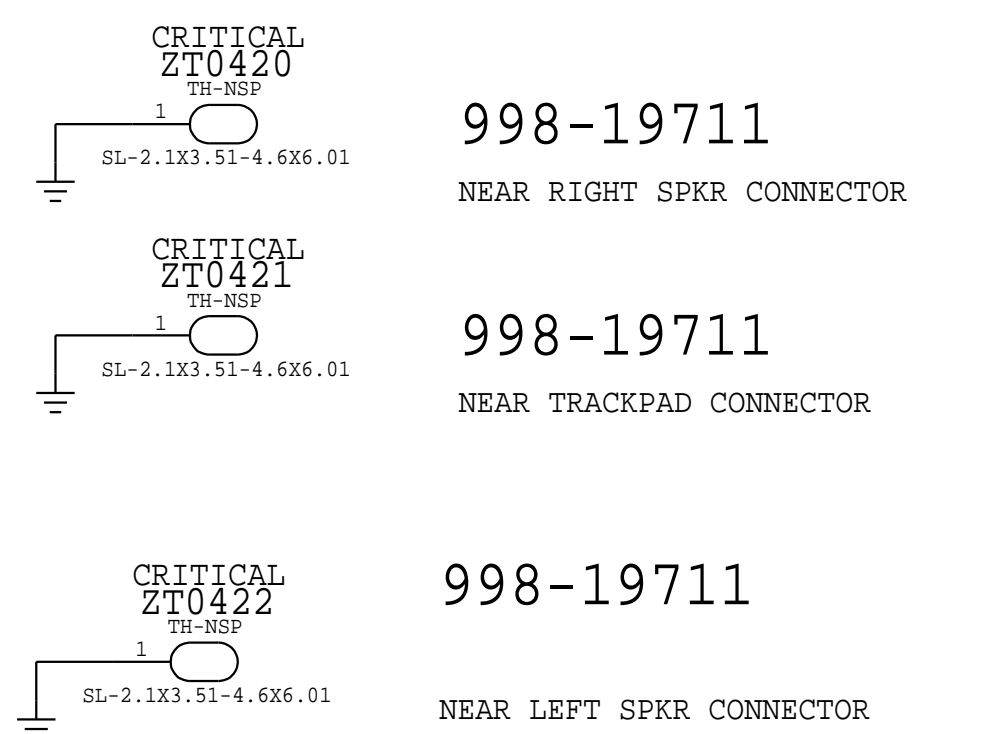 CRITICAL
ZT0420
TH-NSP
1
SL-2.1X3.51-4.6X6.01
998-19711
NEAR RIGHT SPKR CONNECTOR
CRITICAL
ZT0421
TH-NSP
1
SL-2.1X3.51-4.6X6.01
998-19711
NEAR TRACKPAD CONNECTOR
CRITICAL
ZT0422
TH-NSP
1
SL-2.1X3.51-4.6X6.01
998-19711
NEAR LEFT SPKR CONNECTOR